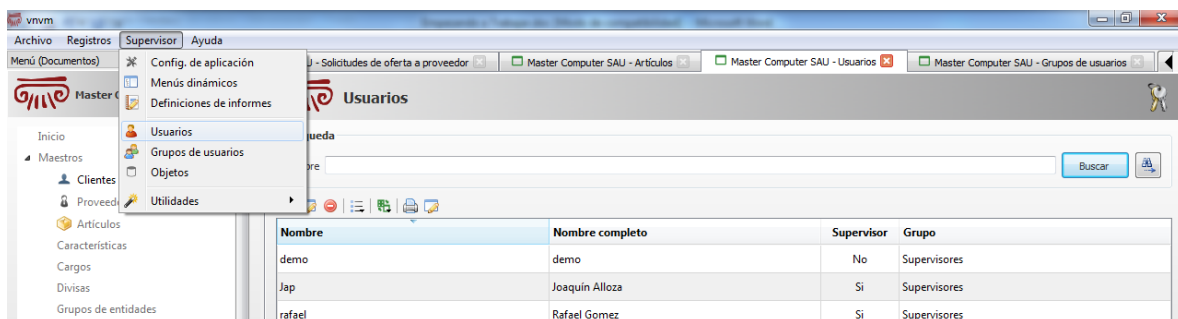 vnvm
Archivo Registros Supervisor Ayuda
Menú (Documentos)
U - Solicitudes de oferta a proveedor
Master Computer SAU - Artículos
Master Computer SAU - Usuarios
Master Computer SAU - Grupos de usuarios
Master C
Config. de aplicación
Menús dinámicos
Definiciones de informes
Usuarios
Grupos de usuarios
Objetos
Utilidades
Usuarios
Inicio
Maestros
Clientes
Proveed
Artículos
Características
Cargos
Divisas
Grupos de entidades
ueda
bre
Buscar
Nombre Nombre completo Supervisor Grupo
demo demo No Supervisores
Jap Joaquín Alloza Si Supervisores
rafael Rafael Gomez Si Supervisores